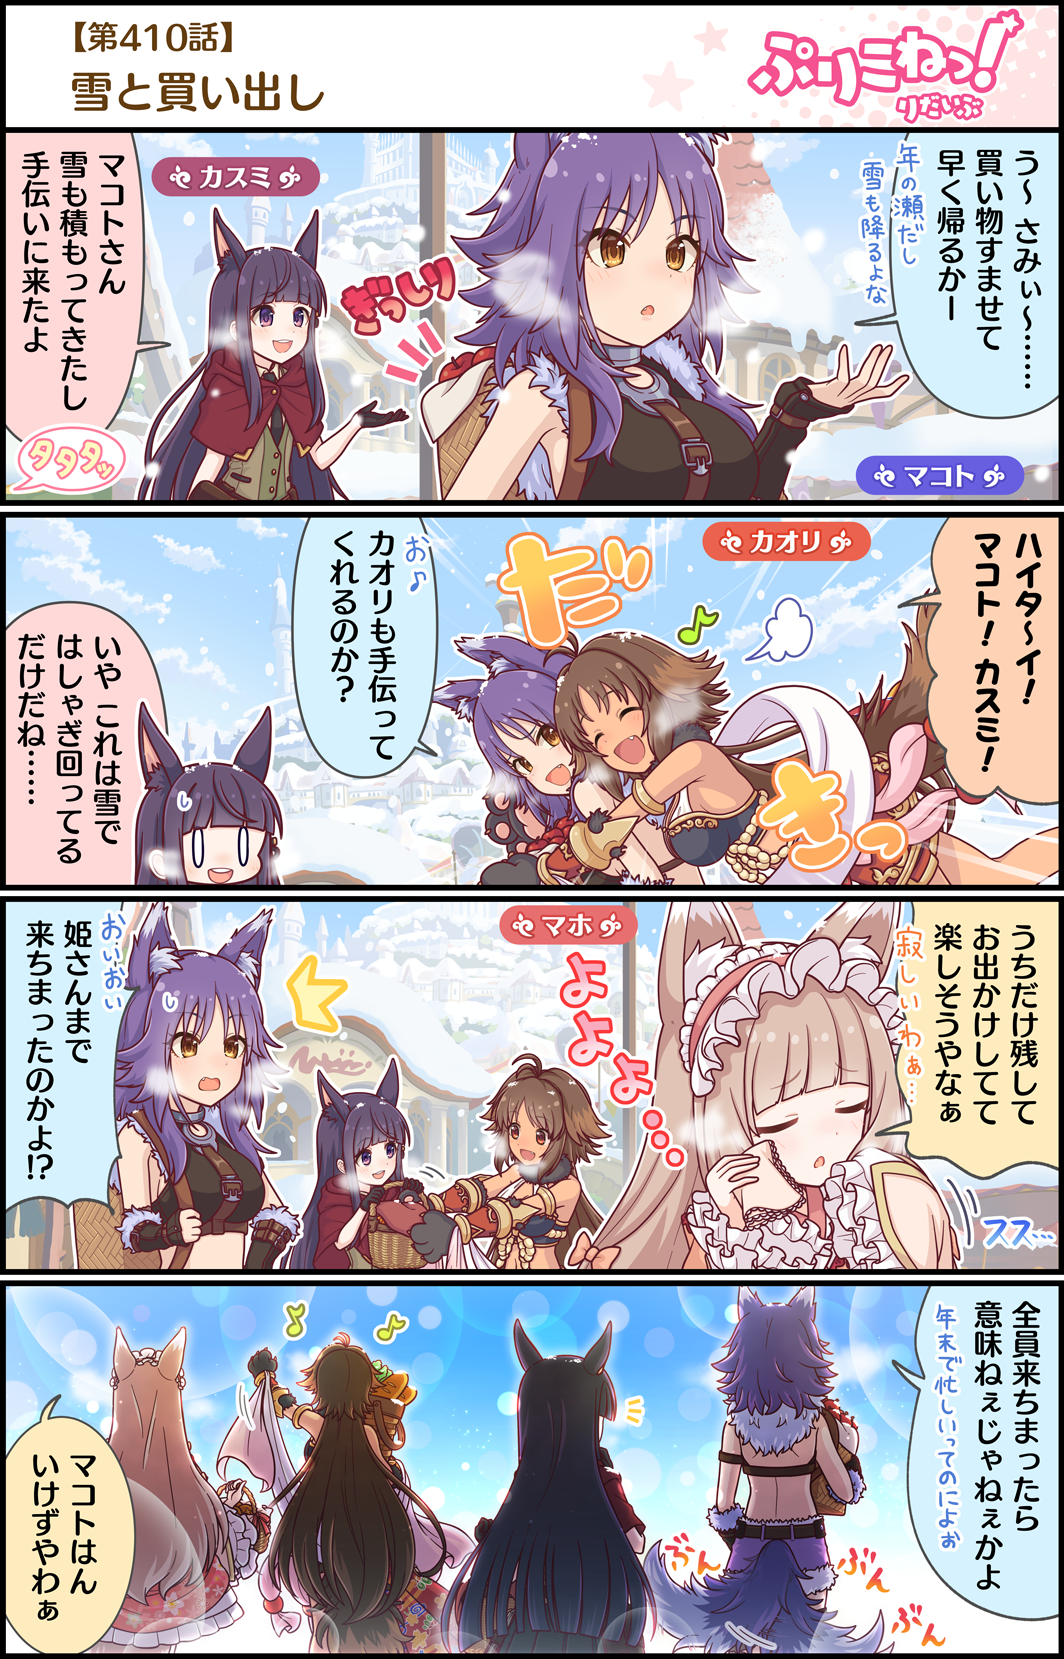 【第410話】
雪と買い出し
ぷりこねっ!
りだいぶ
う～ さみぃ～……
買い物すませて
早く帰るかー
年の瀬だし
雪も降るよな
マコト
ぎっしり
カスミ
マコトさん
雪も積もってきたし
手伝いに来たよ
タタタッ
ハイタ～イ！
マコト！カスミ！
カオリ
だきっ
お♪
カオリも手伝って
くれるのか？
いや これは雪で
はしゃぎ回ってる
だけだね……
うちだけ残して
お出かけしてて
楽しそうやなぁ
寂しいわぁ…
スス…
マホ
よよよよ…
おいおい
姫さんまで
来ちまったのかよ!?
全員来ちまったら
意味ねぇじゃねぇかよ
年末で忙しいってのによぉ
ぶん
ぶん
ぶん
マコトはん
いけずやわぁ